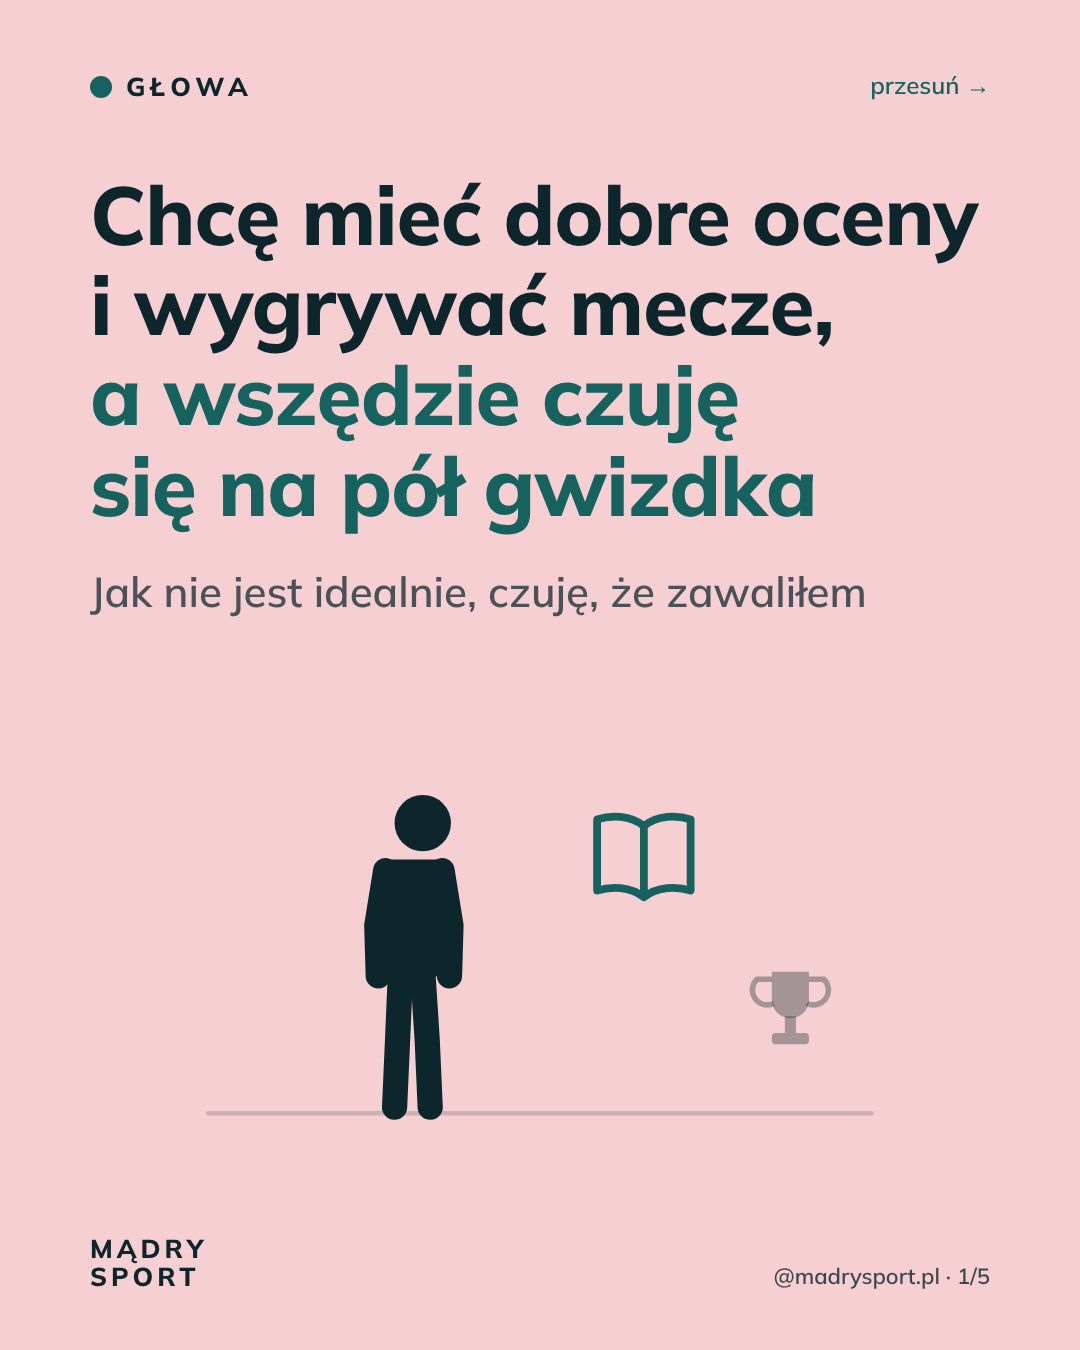 GŁOWA
przesuń →
Chcę mieć dobre oceny
i wygrywać mecze,
a wszędzie czuję
się na pół gwizdka
Jak nie jest idealnie, czuję, że zawaliłem
MĄDRY
SPORT
@madrysport.pl · 1/5